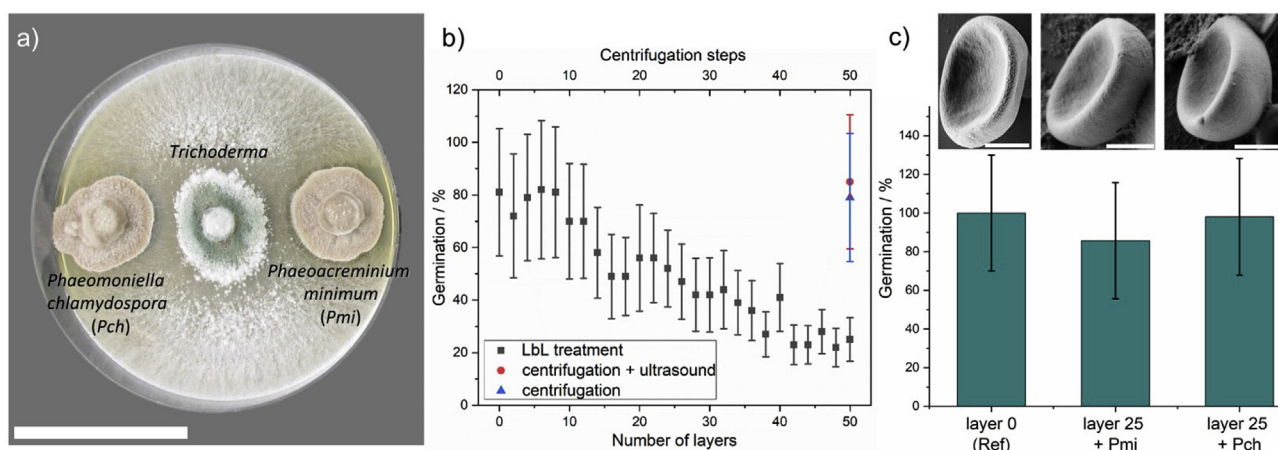 a)
Trichoderma
Phaeomoniella
chlamydospora
(Pch)
Phaeoacreminium
minimum
(Pmi)
b)
Centrifugation steps
0 10 20 30 40 50
Germination / %
120
100
80
60
40
20
0
LbL treatment
centrifugation + ultrasound
centrifugation
0 10 20 30 40 50
Number of layers
c)
Germination / %
140
120
100
80
60
40
20
0
layer 0
(Ref)
layer 25
+ Pmi
layer 25
+ Pch